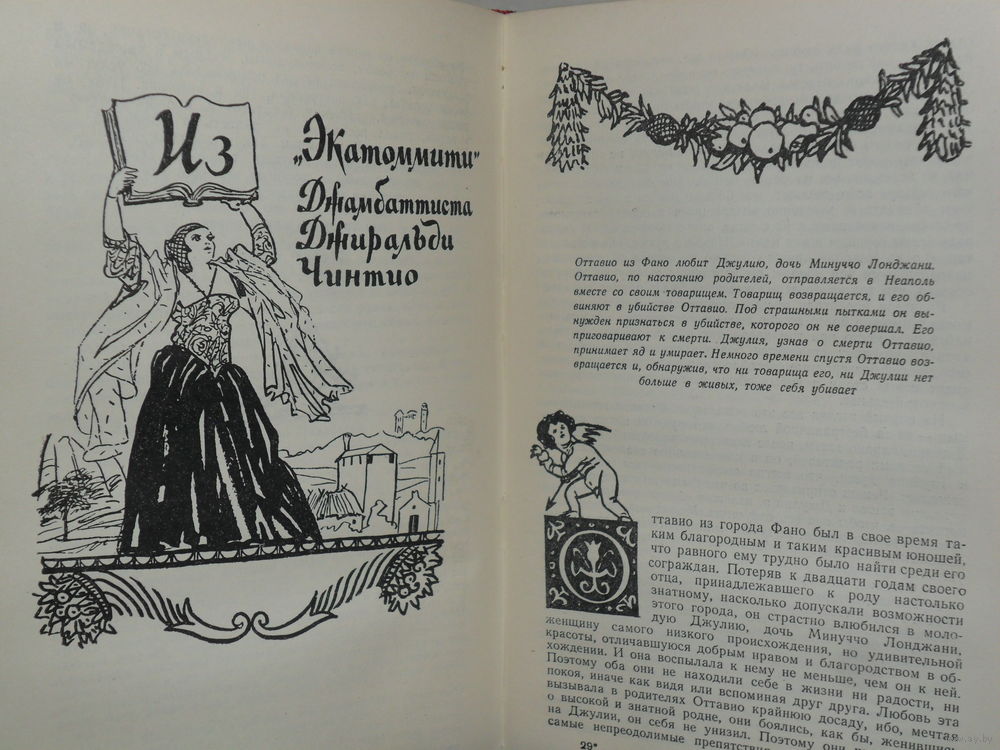 Из
„Экатоммити"
Джамбаттиста
Джиральди
Чинтио
Оттавио из Фано любит Джулию, дочь Минуччо Лонджани.
Оттавио, по настоянию родителей, отправляется в Неаполь
вместе со своим товарищем. Товарищ возвращается, и его об-
виняют в убийстве Оттавио. Под страшными пытками он вы-
нужден признаться в убийстве, которого он не совершал. Его
приговаривают к смерти. Джулия, узнав о смерти Оттавио,
принимает яд и умирает. Немного времени спустя Оттавио воз-
вращается и, обнаружив, что ни товарища его, ни Джулии нет
больше в живых, тоже себя убивает
О
ттавио из города Фано был в свое время та-
ким благородным и таким красивым юношей,
что равного ему трудно было найти среди его
сограждан. Потеряв к двадцати годам своего
отца, принадлежавшего к роду настолько
знатному, насколько допускали возможности
этого города, он страстно влюбился в моло-
дую Джулию, дочь Минуччо Лонджани,
женщину самого низкого происхождения, но удивительной
красоты, отличавшуюся добрым нравом и благородством в об-
хождении. И она воспылала к нему не меньше, чем он к ней.
Поэтому оба они не находили себе в жизни ни радости, ни
покоя, иначе как видя или вспоминая друг друга. Любовь эта
вызывала в родителях Оттавио крайнюю досаду, ибо, мечтая
о высокой и знатной родне, они боялись, как бы, женившись
на Джулии, он себя не унизил. Поэтому они
самые непреодолимые препятствия
29*